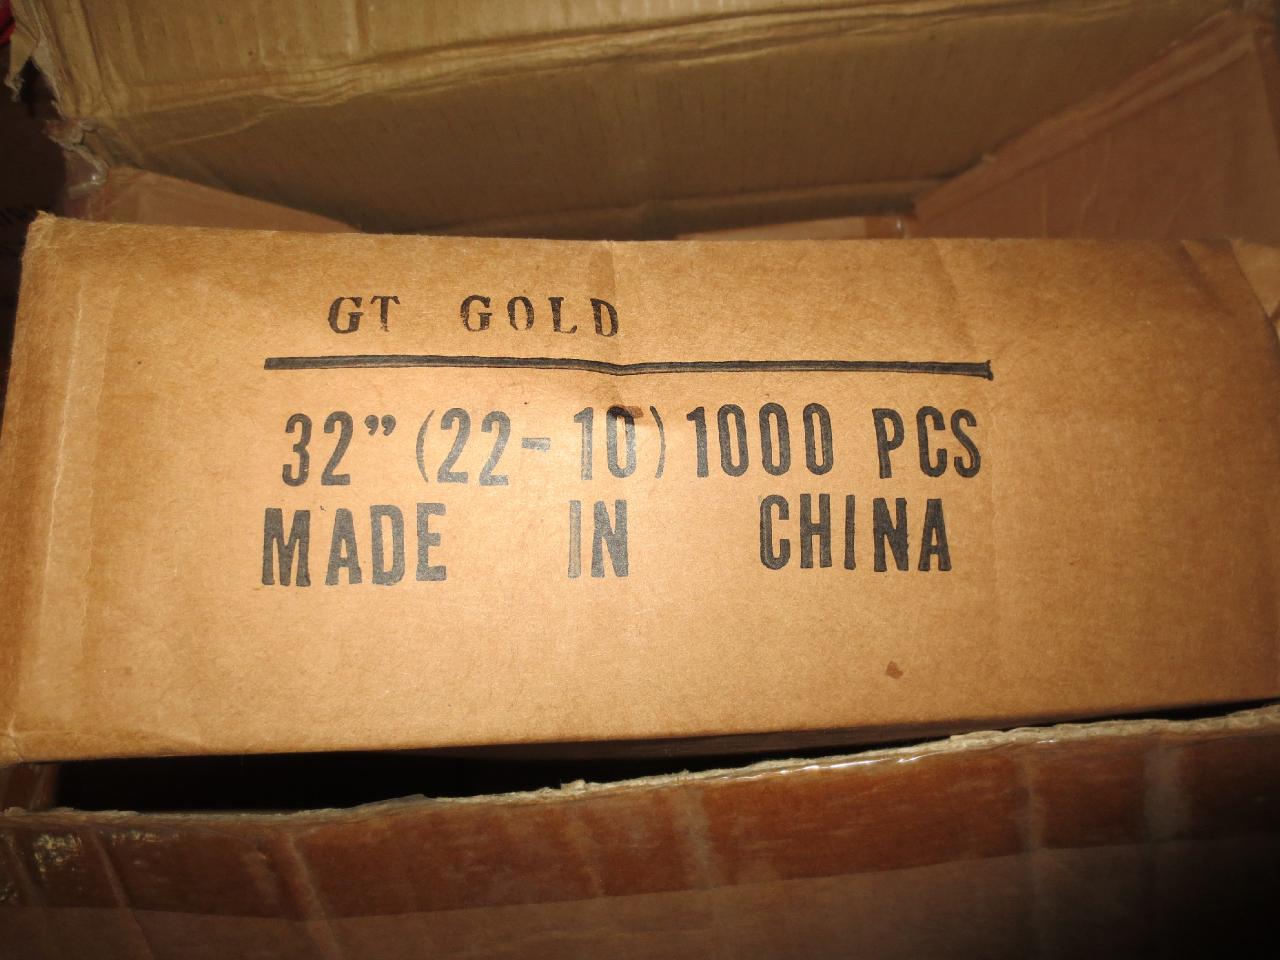 GT GOLD
32” (22-10) 1000 PCS
MADE IN CHINA